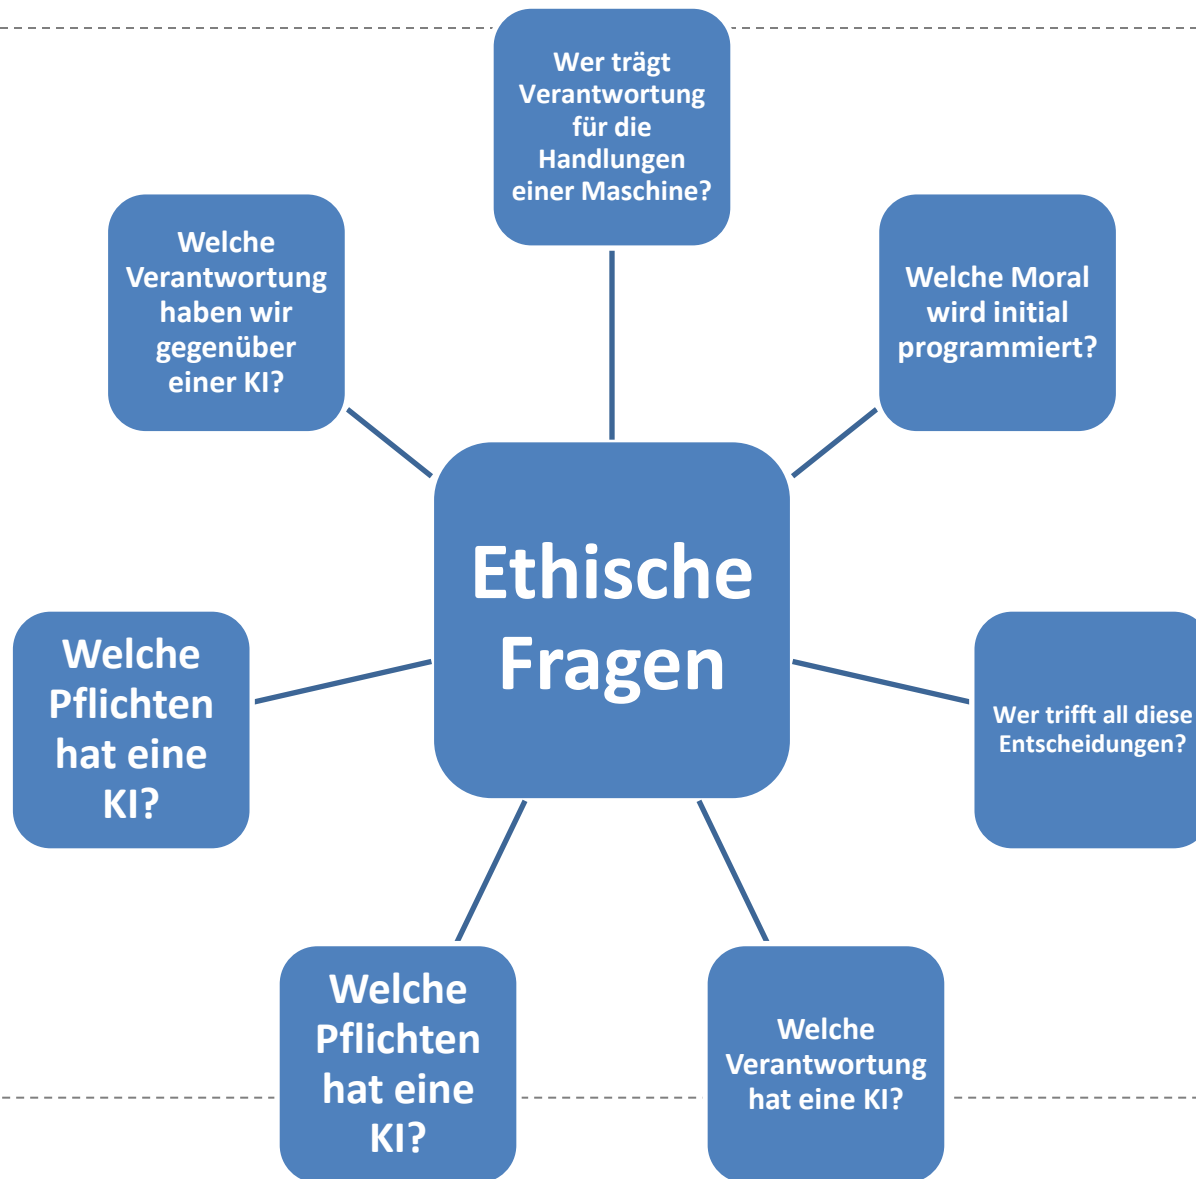 Wer trägt
Verantwortung
für die
Handlungen
einer Maschine?
Welche
Verantwortung
haben wir
gegenüber
einer KI?
Welche Moral
wird initial
programmiert?
Ethische
Fragen
Welche
Pflichten
hat eine
KI?
Wer trifft all diese
Entscheidungen?
Welche
Pflichten
hat eine
KI?
Welche
Verantwortung
hat eine KI?